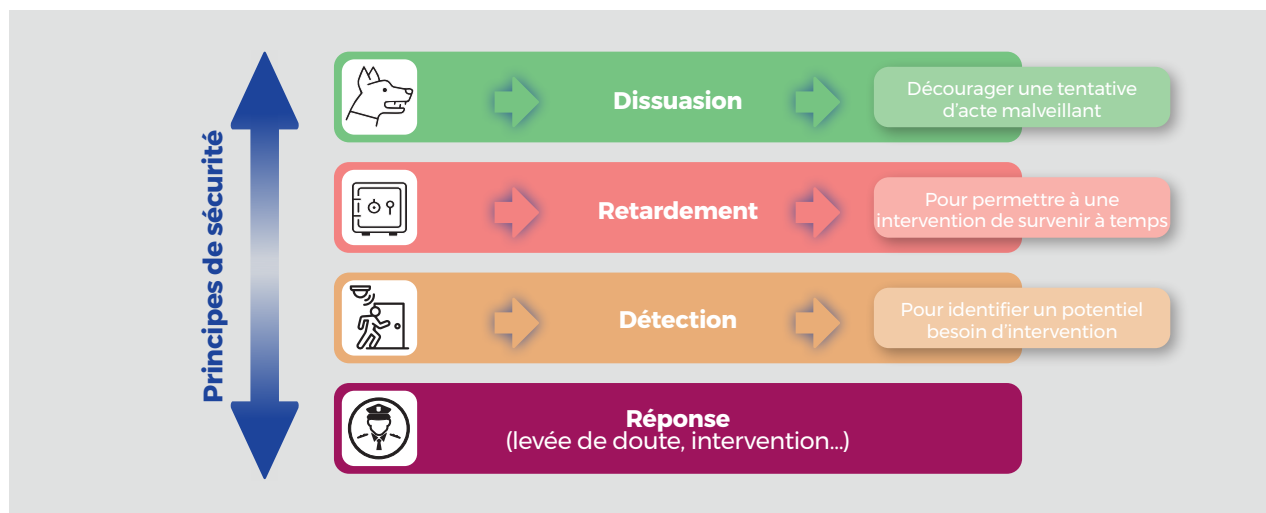 Principes de sécurité
Dissuasion
Décourager une tentative
d'acte malveillant
Retardement
Pour permettre à une
intervention de survenir à temps
Détection
Pour identifier un potentiel
besoin d'intervention
Réponse
(levée de doute, intervention...)